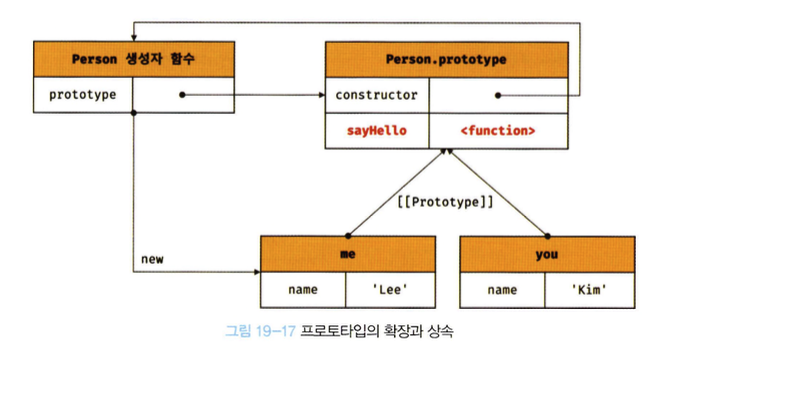 Person 생성자 함수
prototype
Person.prototype
constructor
sayHello <function>
[[Prototype]]
new
me
name 'Lee'
you
name 'Kim'
그림 19-17 프로토타입의 확장과 상속